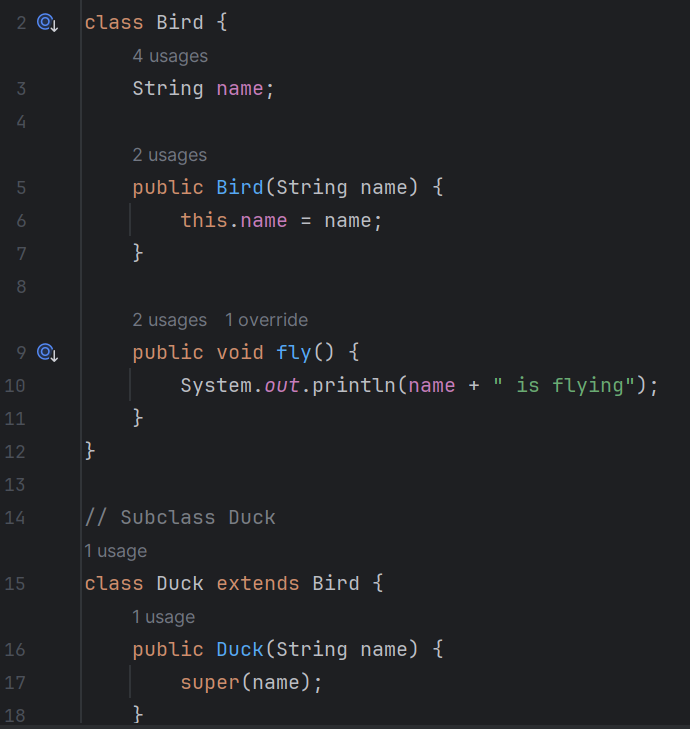 2 class Bird {
4 usages
3 String name;
4
2 usages
5 public Bird(String name) {
6 this.name = name;
7 }
8
2 usages 1 override
9 public void fly() {
10 System.out.println(name + " is flying");
11 }
12 }
13
14 // Subclass Duck
1 usage
15 class Duck extends Bird {
1 usage
16 public Duck(String name) {
17 super(name);
18 }